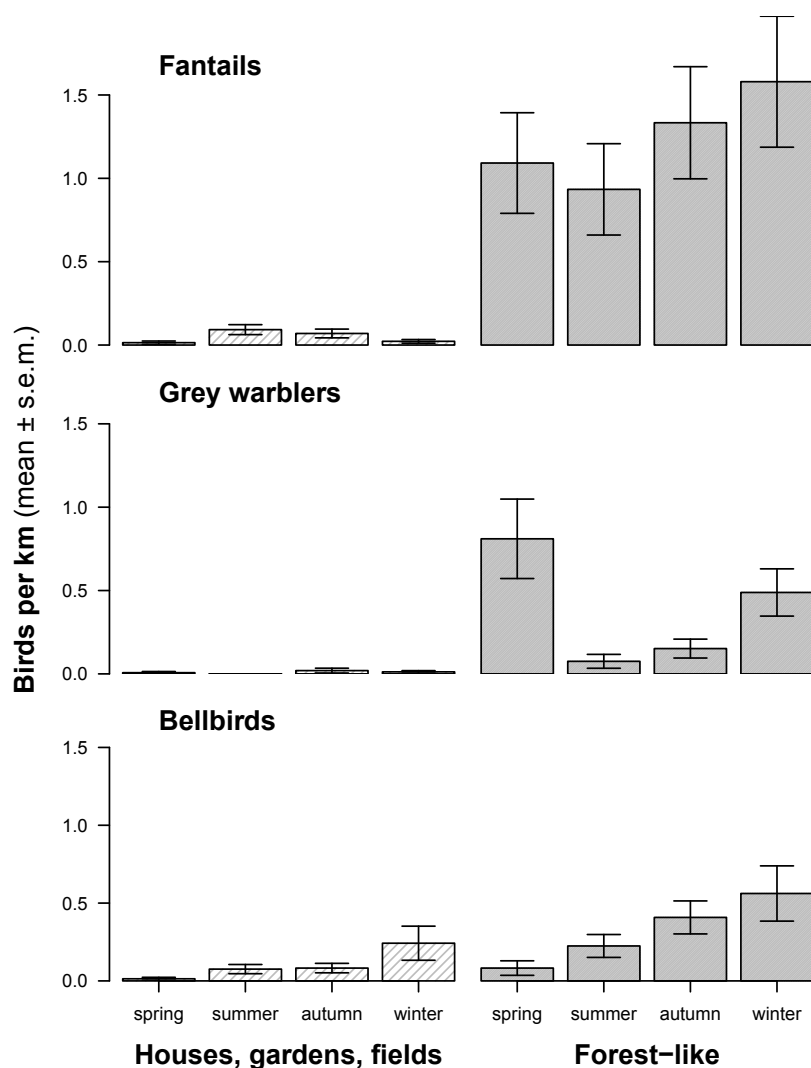 Fantails
1.5
1.0
0.5
0.0
Grey warblers
1.5
1.0
0.5
0.0
Bellbirds
1.5
1.0
0.5
0.0
Birds per km (mean ± s.e.m.)
spring summer autumn winter spring summer autumn winter
Houses, gardens, fields Forest−like